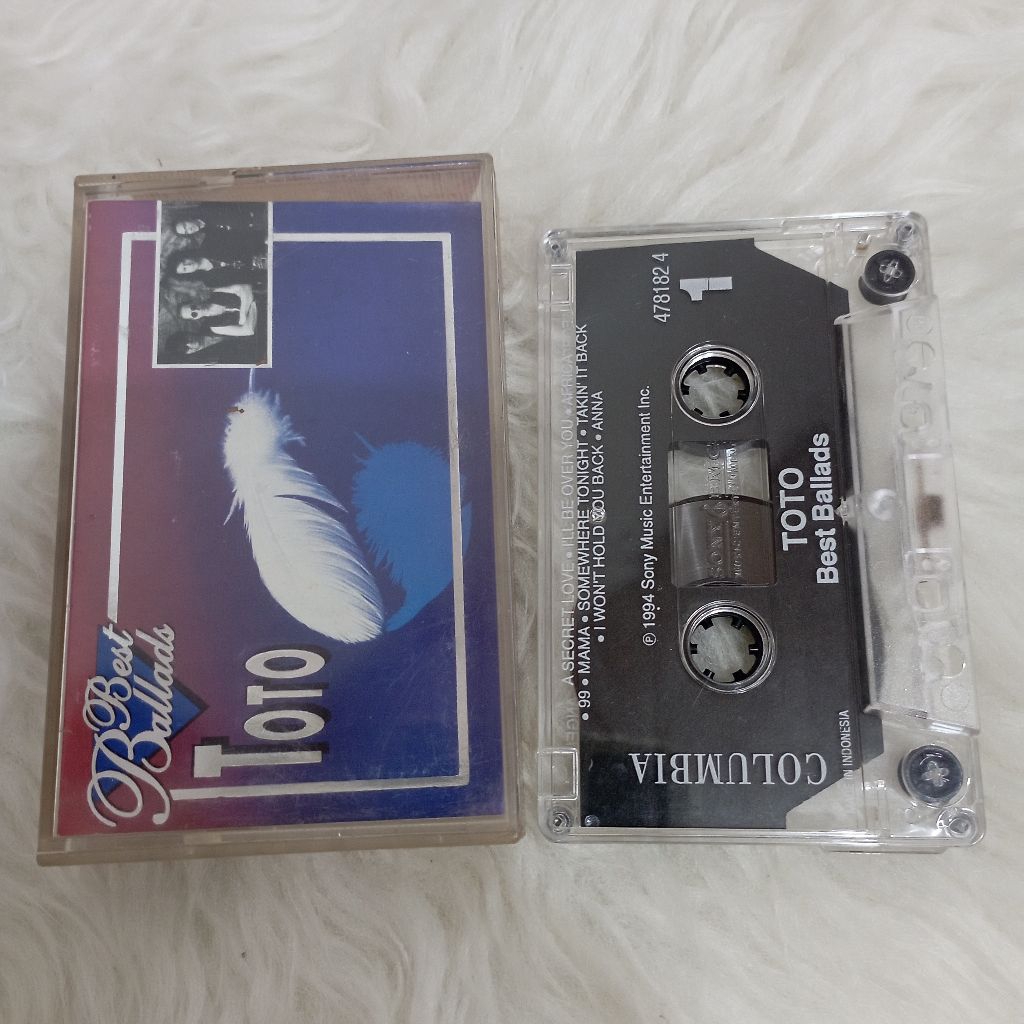 Best
Ballads
TOTO
A SECRET LOVE • I'LL BE OVER YOU • AFRICA
• 99 • MAMA • SOMEWHERE TONIGHT • TAKIN' IT BACK
• I WON'T HOLD YOU BACK • ANNA
℗ 1994 Sony Music Entertainment Inc.
478182 4
1
TOTO
Best Ballads
COLUMBIA
IN INDONESIA